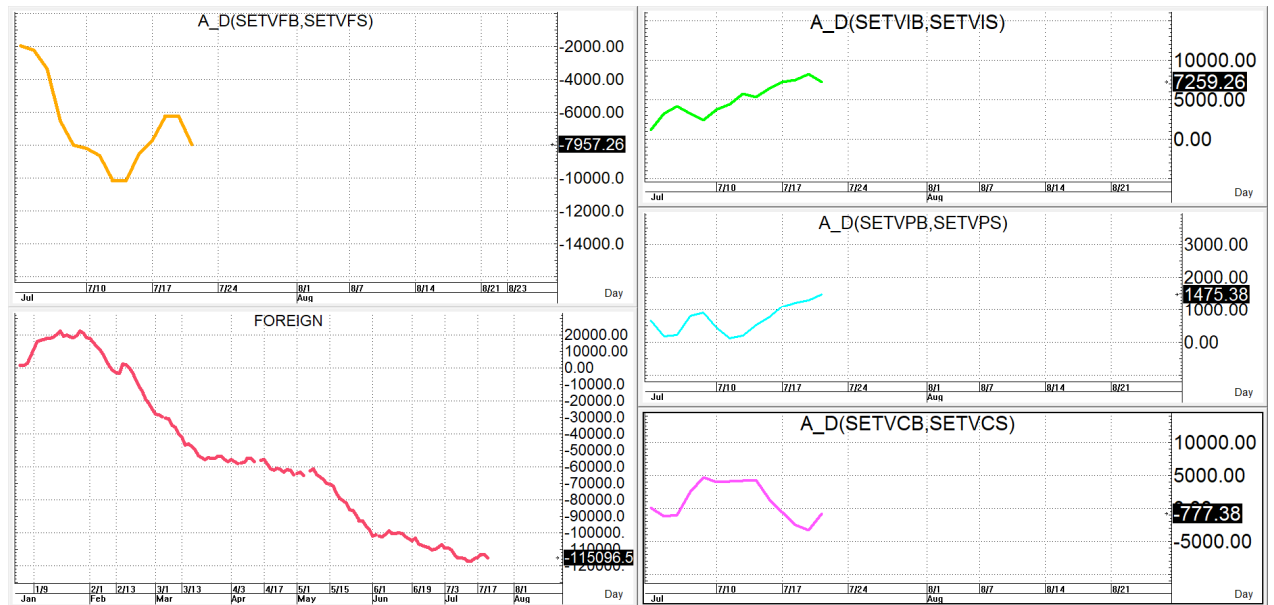 A_D(SETVFB,SETVFS)
-2000.00
-4000.00
-6000.00
-7957.26
-10000.0
-12000.0
-14000.0
7/10 7/17 7/24 8/1 8/7 8/14 8/21 8/23
Jul Aug Day
FOREIGN
20000.00
10000.00
0.00
-10000.0
-20000.0
-30000.0
-40000.0
-50000.0
-60000.0
-70000.0
-80000.0
-90000.0
-100000.
-115096.5
1/9 2/1 2/13 3/1 3/13 4/3 4/17 5/1 5/15 6/1 6/19 7/3 7/17 8/1
Jan Feb Mar Apr May Jun Jul Aug Day
A_D(SETVIB,SETVIS)
10000.00
7259.26
5000.00
0.00
7/10 7/17 7/24 8/1 8/7 8/14 8/21
Jul Aug Day
A_D(SETVPB,SETVPS)
3000.00
2000.00
1475.38
1000.00
0.00
7/10 7/17 7/24 8/1 8/7 8/14 8/21
Jul Aug Day
A_D(SETVCB,SETVCS)
10000.00
5000.00
-777.38
-5000.00
7/10 7/17 7/24 8/1 8/7 8/14 8/21
Jul Aug Day